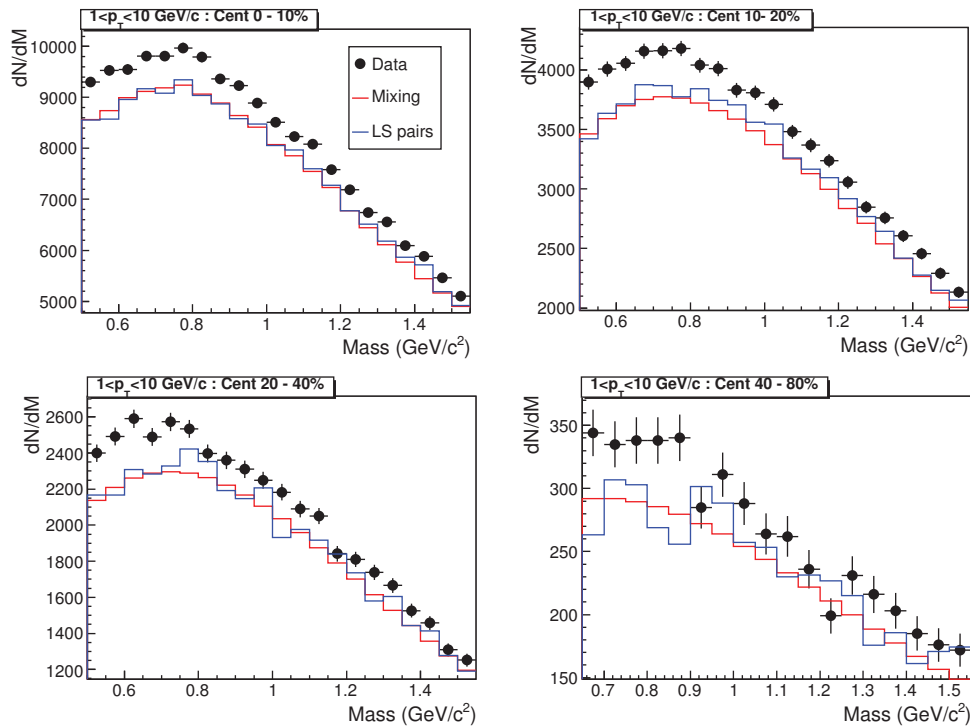 1<p_T<10 GeV/c : Cent 0 - 10%
dN/dM
10000
9000
8000
7000
6000
5000
Data
Mixing
LS pairs
0.6 0.8 1 1.2 1.4
Mass (GeV/c²)
1<p_T<10 GeV/c : Cent 10- 20%
dN/dM
4000
3500
3000
2500
2000
0.6 0.8 1 1.2 1.4
Mass (GeV/c²)
1<p_T<10 GeV/c : Cent 20 - 40%
dN/dM
2600
2400
2200
2000
1800
1600
1400
1200
0.6 0.8 1 1.2 1.4
Mass (GeV/c²)
1<p_T<10 GeV/c : Cent 40 - 80%
dN/dM
350
300
250
200
150
0.7 0.8 0.9 1 1.1 1.2 1.3 1.4 1.5
Mass (GeV/c²)